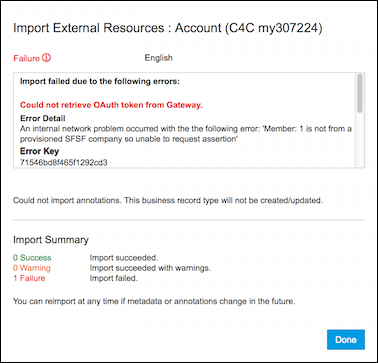 Import External Resources : Account (C4C my307224)
Failure English
Import failed due to the following errors:
Could not retrieve OAuth token from Gateway.
Error Detail
An internal network problem occurred with the the following error: 'Member: 1 is not from a
provisioned SFSF company so unable to request assertion'
Error Key
71546bd8f465f1292cd3
Could not import annotations. This business record type will not be created/updated.
Import Summary
0 Success Import succeeded.
0 Warning Import succeeded with warnings.
1 Failure Import failed.
You can reimport at any time if metadata or annotations change in the future.
Done